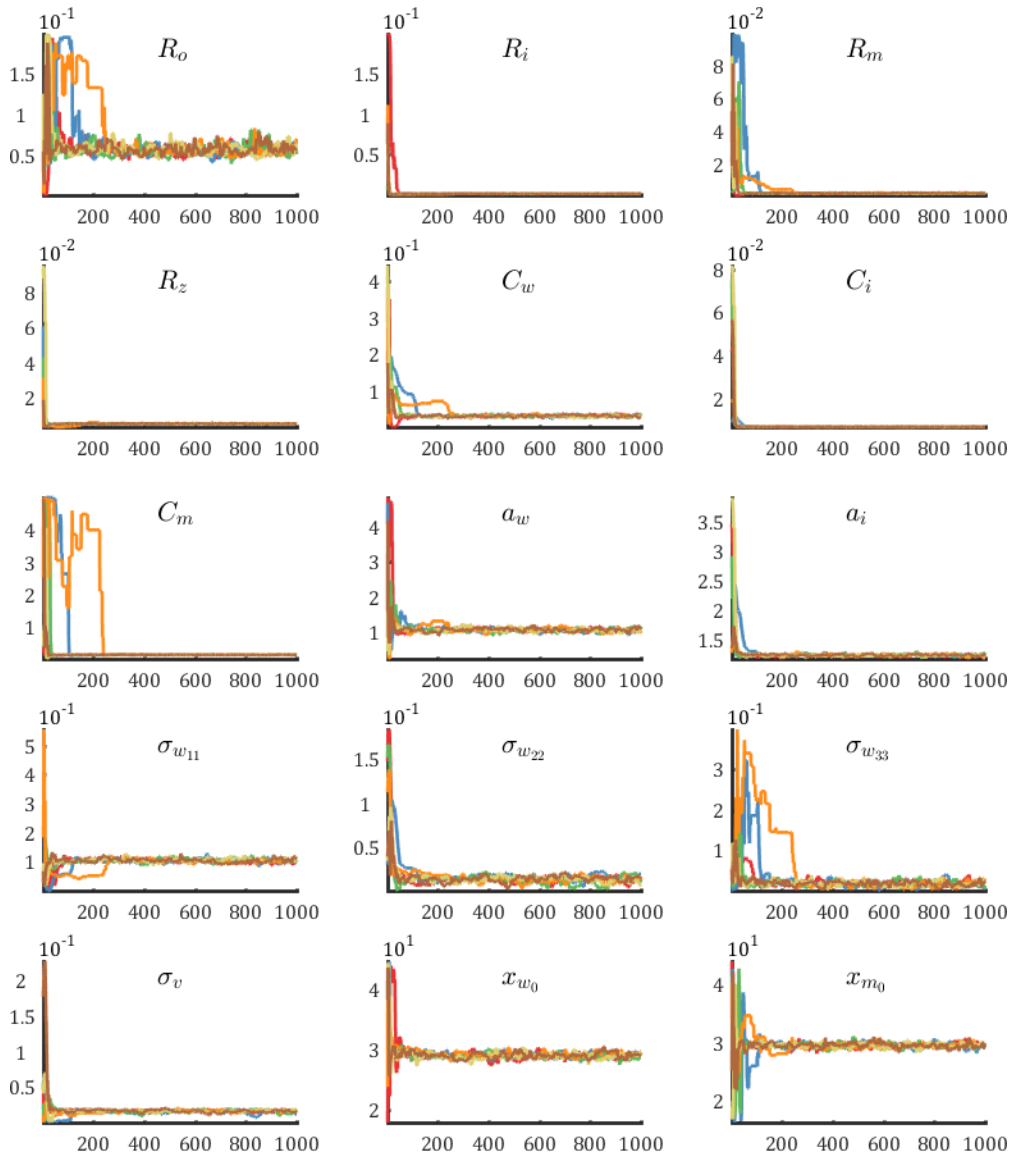 10^-1 10^-1 10^-2
R_o R_i R_m
1.5 1.5 8
1 1 6
0.5 0.5 4
2
200 400 600 800 1000 200 400 600 800 1000 200 400 600 800 1000
10^-2 10^-1 10^-2
R_z C_w C_i
8 4 8
6 3 6
4 2 4
2 1 2
200 400 600 800 1000 200 400 600 800 1000 200 400 600 800 1000
C_m a_w a_i
4 4 3.5
3 3 3
2 2 2.5
1 1 2
1.5
200 400 600 800 1000 200 400 600 800 1000 200 400 600 800 1000
10^-1 10^-1 10^-1
σ_w11 σ_w22 σ_w33
5 1.5 3
4 1 2
3 0.5 1
2
1
200 400 600 800 1000 200 400 600 800 1000 200 400 600 800 1000
10^-1 10^1 10^1
σ_v x_w0 x_m0
2 4 4
1.5 3 3
1 2 2
0.5
200 400 600 800 1000 200 400 600 800 1000 200 400 600 800 1000